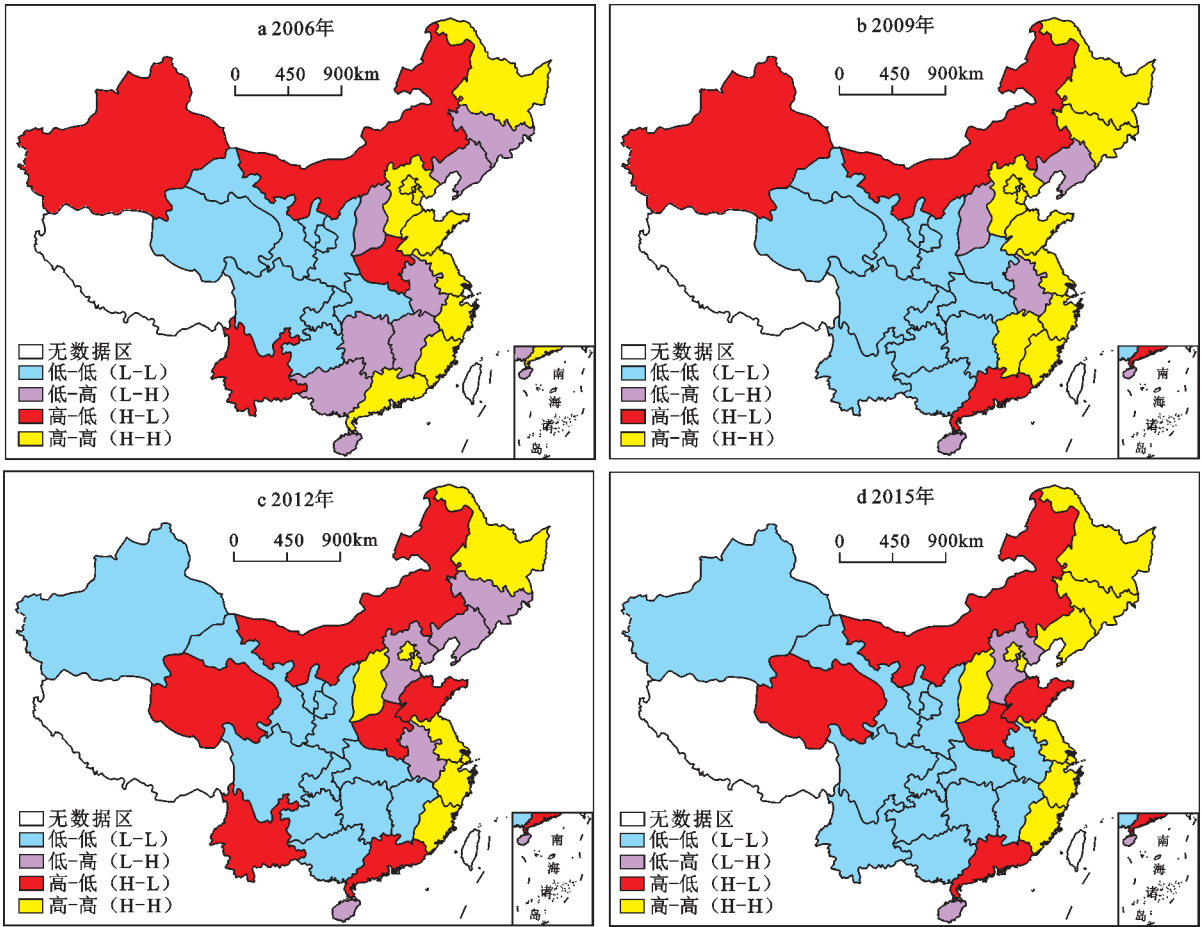 a 2006年
0 450 900km
无数据区
低-低（L-L）
低-高（L-H）
高-低（H-L）
高-高（H-H）
南
海
诸
岛
b 2009年
0 450 900km
无数据区
低-低（L-L）
低-高（L-H）
高-低（H-L）
高-高（H-H）
南
海
诸
岛
c 2012年
0 450 900km
无数据区
低-低（L-L）
低-高（L-H）
高-低（H-L）
高-高（H-H）
南
海
诸
岛
d 2015年
0 450 900km
无数据区
低-低（L-L）
低-高（L-H）
高-低（H-L）
高-高（H-H）
南
海
诸
岛